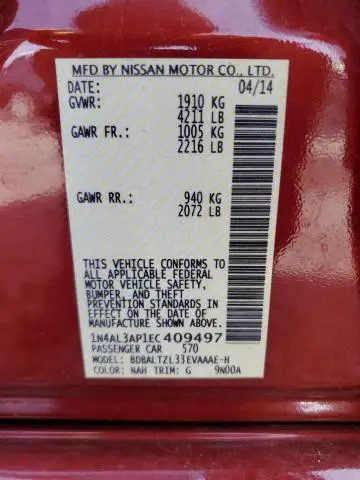 MFD BY NISSAN MOTOR CO., LTD.
DATE: 04/14
GVWR: 1910 KG
4211 LB
GAWR FR.: 1005 KG
2216 LB
GAWR RR.: 940 KG
2072 LB
THIS VEHICLE CONFORMS TO
ALL APPLICABLE FEDERAL
MOTOR VEHICLE SAFETY,
BUMPER, AND THEFT
PREVENTION STANDARDS
IN EFFECT ON THE DATE OF
MANUFACTURE SHOWN
ABOVE.
1N4AL3AP1EC409497
PASSENGER CAR 570
MODEL: BDBALTZL33EVAAAE-H
COLOR: NAH TRIM: G 9N00A